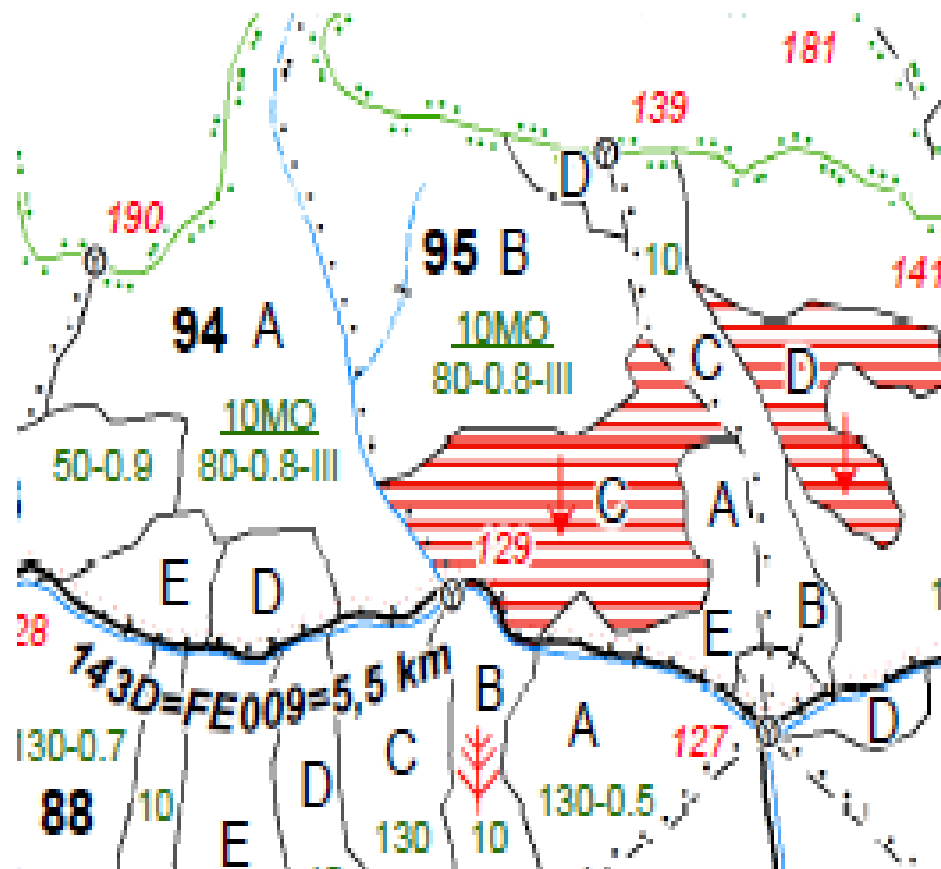 181
139
D
190
95 B
10
141
94 A
10MO
80-0.8-III
C
D
10MO
80-0.8-III
50-0.9
C
A
129
E
D
B
E
28
143D=FE009=5,5 km
B
A
D
127
C
D
130-0.7
130-0.5
88
10
E
130
10